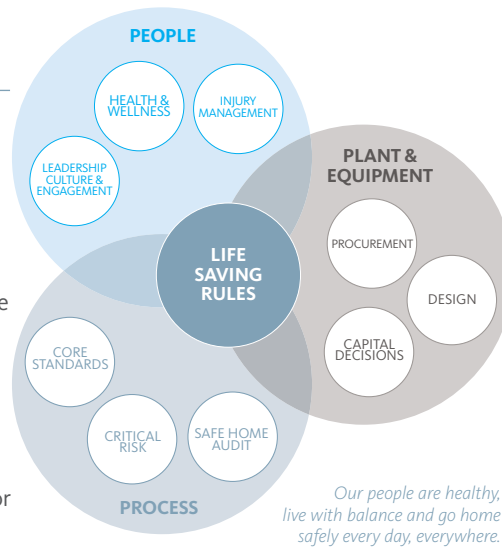 PEOPLE
HEALTH &
WELLNESS
INJURY
MANAGEMENT
LEADERSHIP
CULTURE &
ENGAGEMENT
PLANT &
EQUIPMENT
PROCUREMENT
DESIGN
CAPITAL
DECISIONS
LIFE
SAVING
RULES
CORE
STANDARDS
CRITICAL
RISK
SAFE HOME
AUDIT
PROCESS
Our people are healthy,
live with balance and go home
safely every day, everywhere.